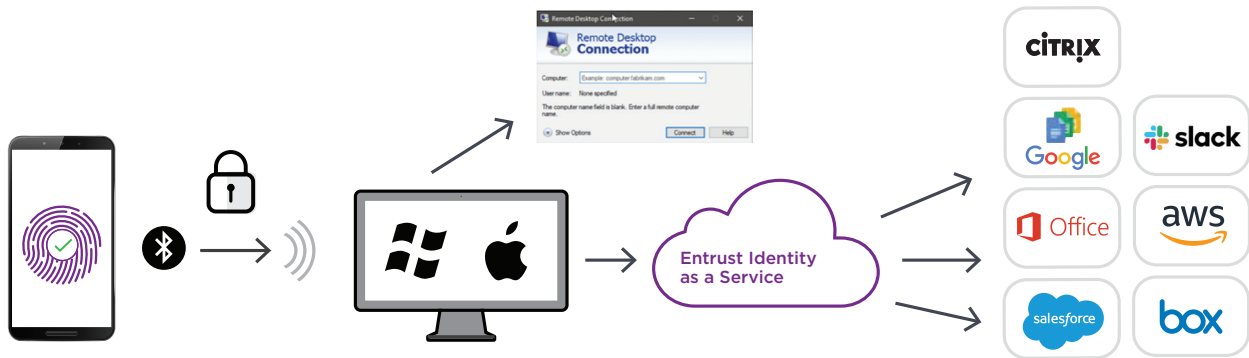 Remote Desktop Connection
Remote Desktop
Connection
Computer:
Example: computer.fabrikam.com
User name:
None specified
The computer name field is blank. Enter a full remote computer
name.
Show Options
Connect
Help
Entrust Identity
as a Service
CİTRIX
Google
slack
Office
aws
salesforce
box